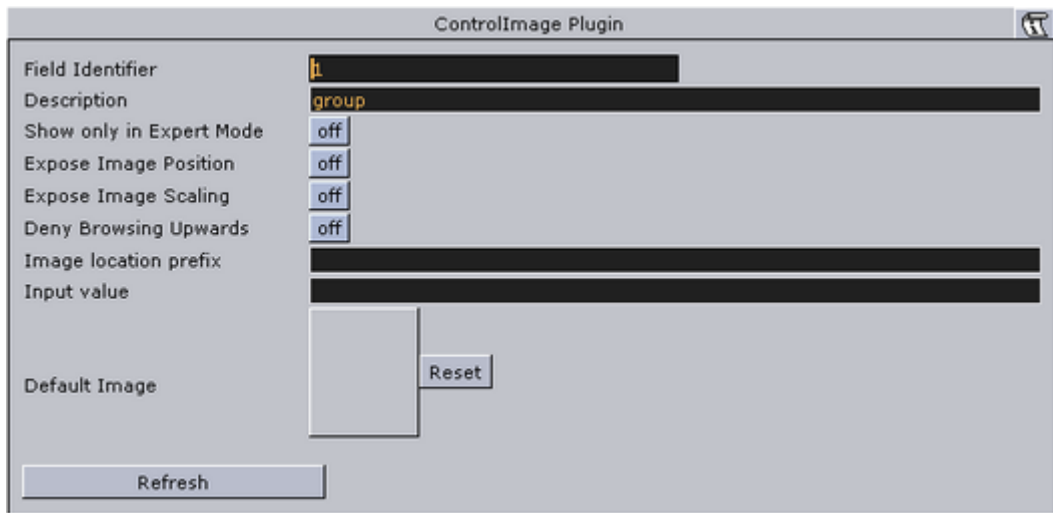 ControlImage Plugin
Field Identifier 1
Description group
Show only in Expert Mode off
Expose Image Position off
Expose Image Scaling off
Deny Browsing Upwards off
Image location prefix
Input value
Default Image Reset
Refresh